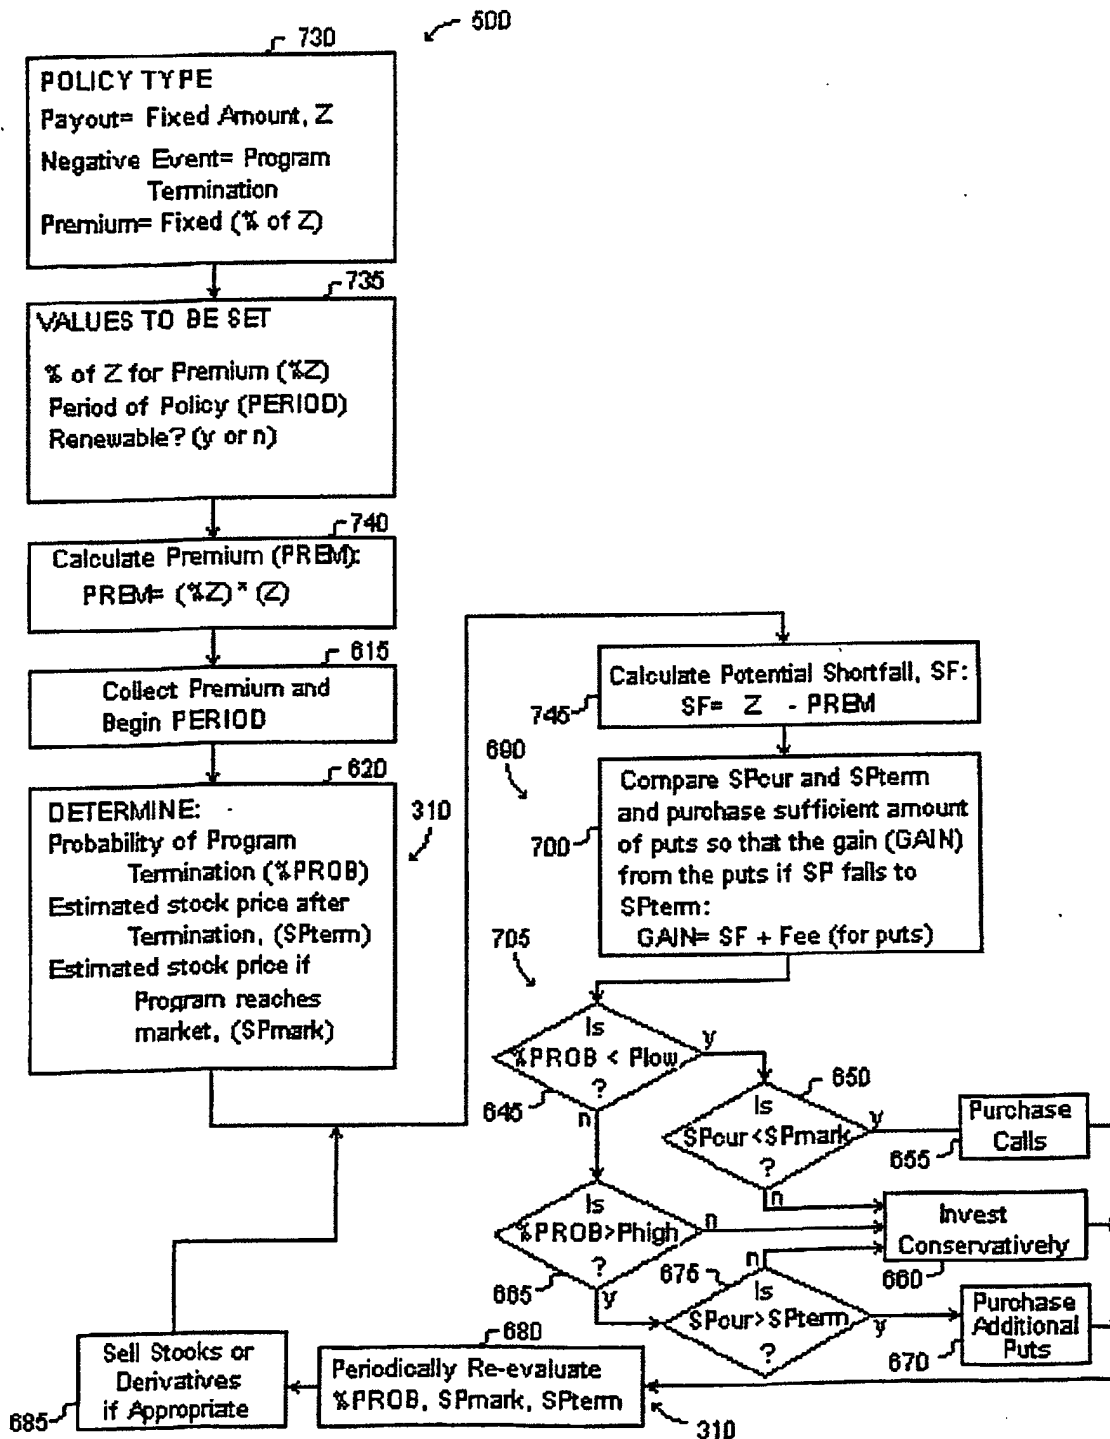 500
730
POLICY TYPE
Payout= Fixed Amount, Z
Negative Event= Program
Termination
Premium= Fixed (% of Z)
735
VALUES TO BE SET
% of Z for Premium (%Z)
Period of Policy (PERIOD)
Renewable? (y or n)
740
Calculate Premium (PREM):
PREM= (%Z) * (Z)
615
Collect Premium and
Begin PERIOD
620
DETERMINE:
Probability of Program
Termination (%PROB)
Estimated stock price after
Termination, (SPterm)
Estimated stock price if
Program reaches
market, (SPmark)
310
Calculate Potential Shortfall, SF:
SF= Z - PREM
745
690
Compare SPcur and SPterm
and purchase sufficient amount
of puts so that the gain (GAIN)
from the puts if SP falls to
SPterm:
GAIN= SF + Fee (for puts)
700
705
Is
%PROB < Plow
?
y
645
n
650
Is
SPcur<SPmark
?
y
n
655
Purchase
Calls
Is
%PROB>Phigh
?
n
665
y
Invest
Conservatively
660
675
n
Is
SPcur>SPterm
?
y
Purchase
Additional
Puts
670
680
Periodically Re-evaluate
%PROB, SPmark, SPterm
310
Sell Stooks or
Derivatives
if Appropriate
685